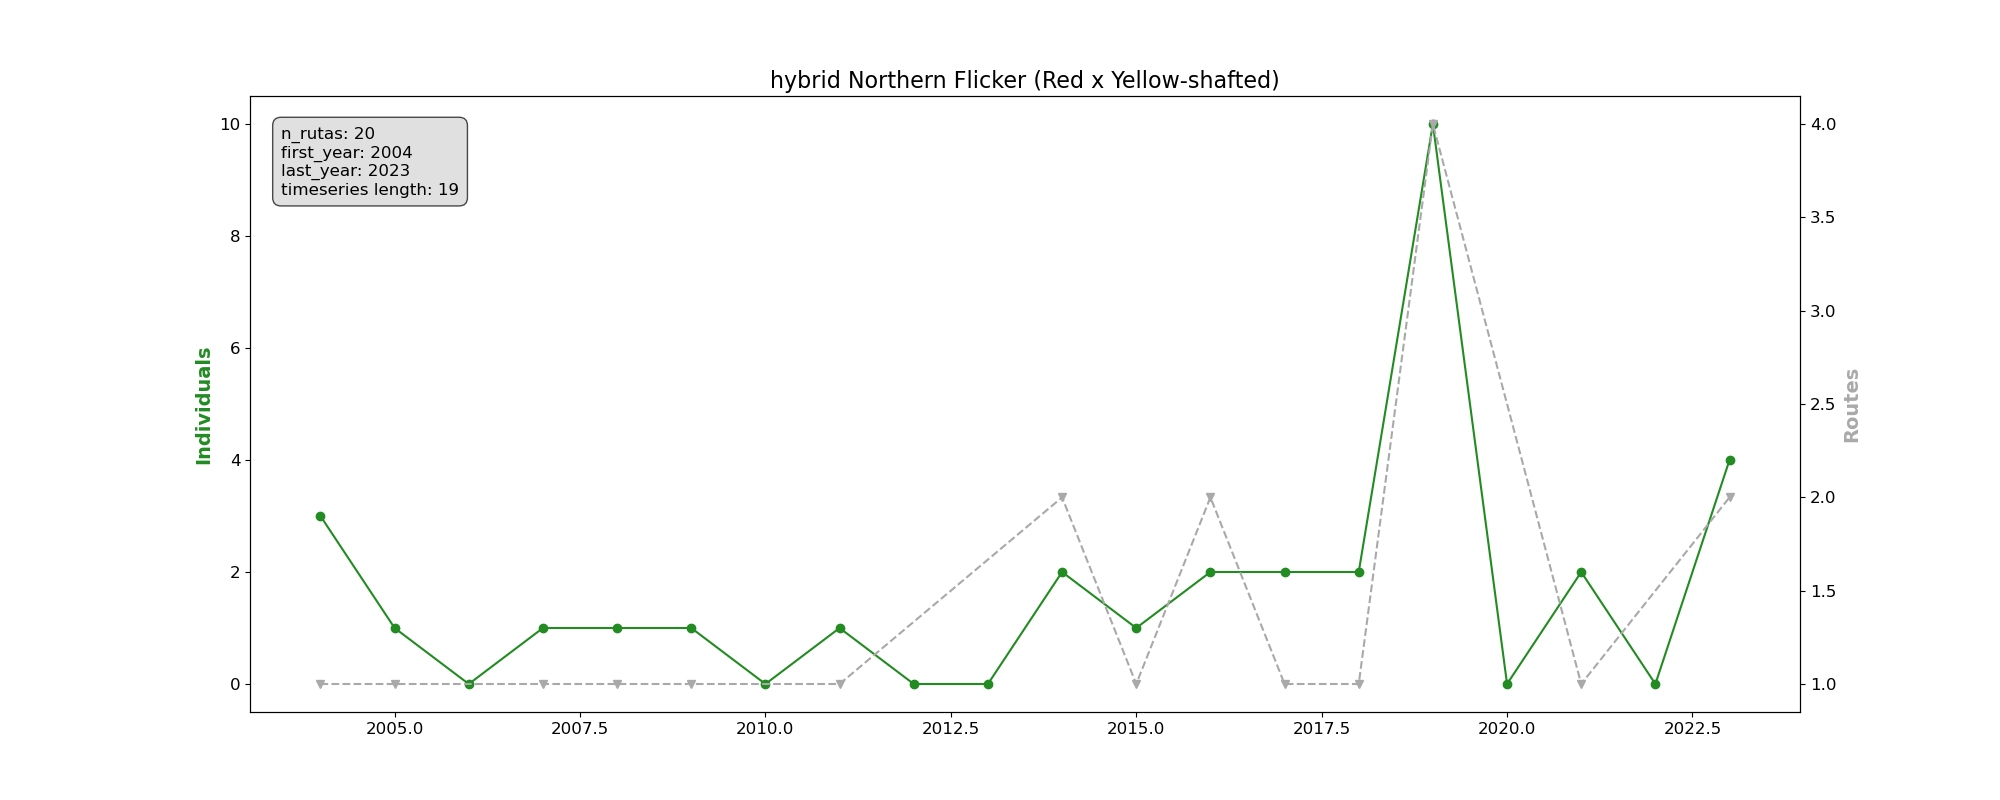 hybrid Northern Flicker (Red x Yellow-shafted)
n_rutas: 20
first_year: 2004
last_year: 2023
timeseries length: 19
10
8
6
4
2
0
Individuals
4.0
3.5
3.0
2.5
2.0
1.5
1.0
Routes
2005.0 2007.5 2010.0 2012.5 2015.0 2017.5 2020.0 2022.5